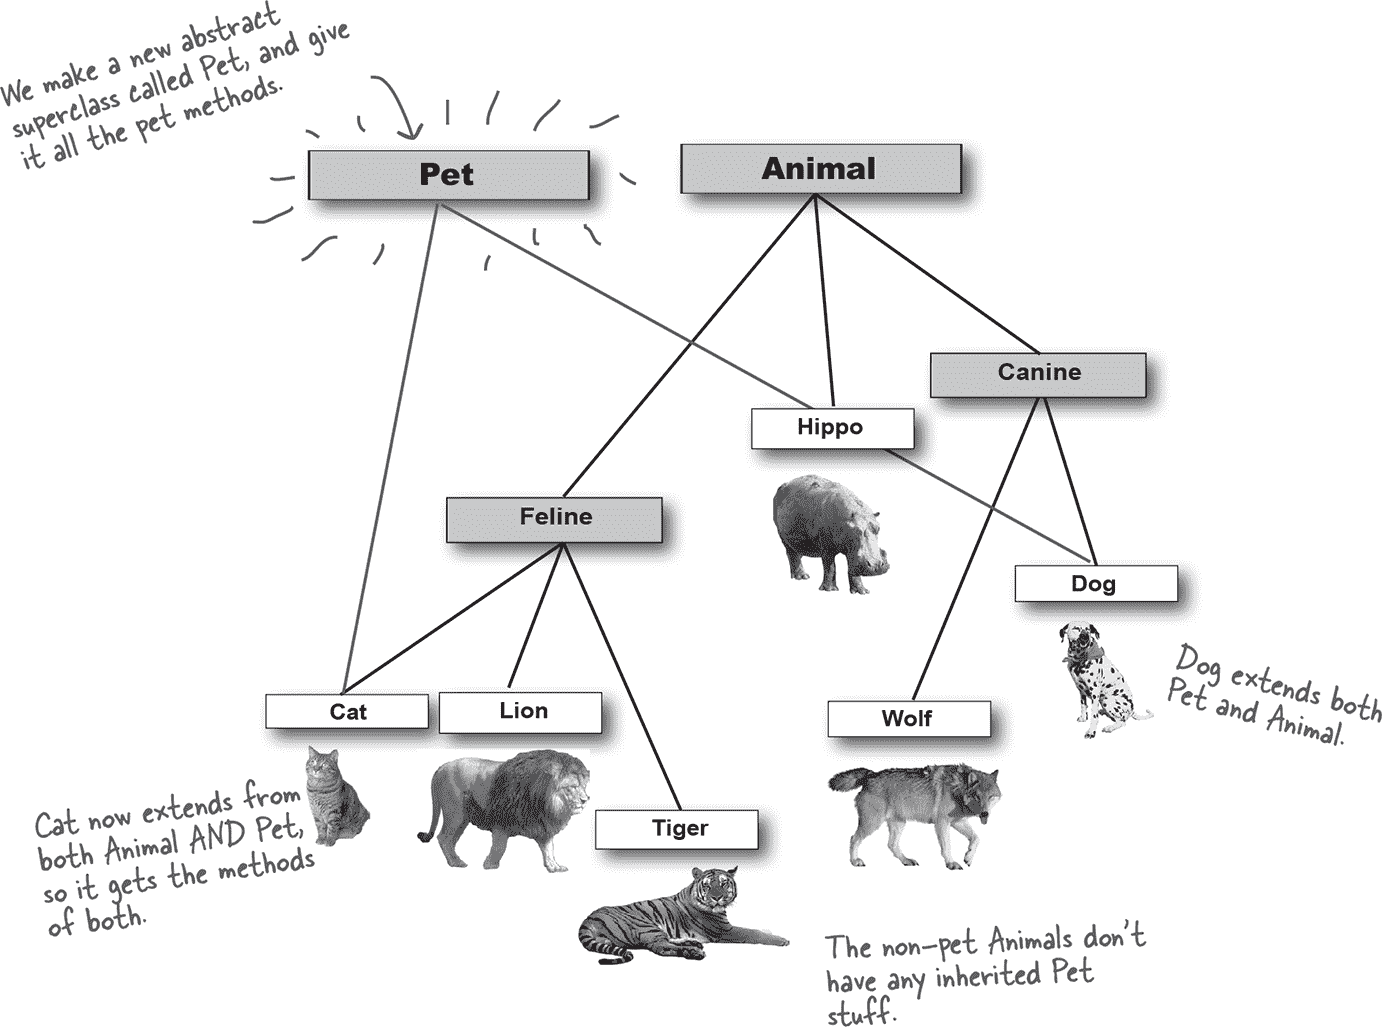 We make a new abstract
superclass called Pet, and give
it all the pet methods.
Pet
Animal
Canine
Hippo
Feline
Dog
Dog extends both
Pet and Animal.
Cat
Lion
Wolf
Cat now extends from
both Animal AND Pet,
so it gets the methods
of both.
Tiger
The non-pet Animals don't
have any inherited Pet
stuff.